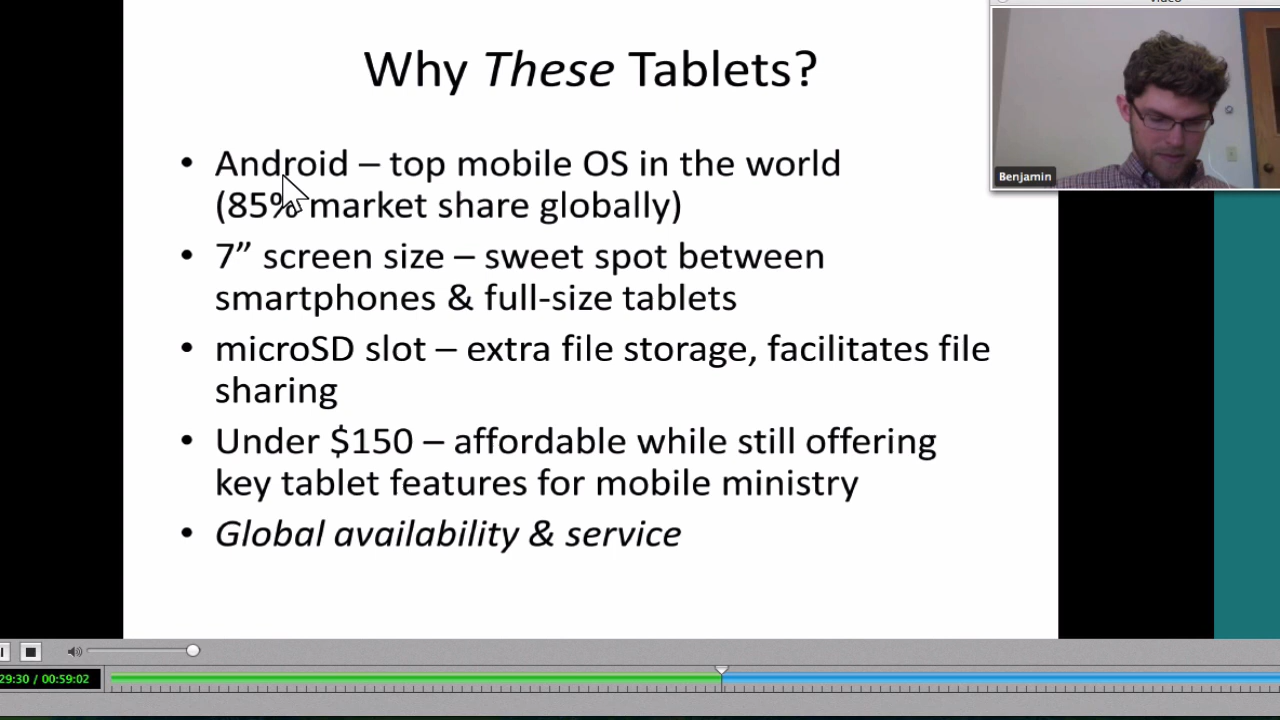 Why These Tablets?
• Android – top mobile OS in the world
(85% market share globally)
• 7” screen size – sweet spot between
smartphones & full-size tablets
• microSD slot – extra file storage, facilitates file
sharing
• Under $150 – affordable while still offering
key tablet features for mobile ministry
• Global availability & service
Benjamin
29:30 / 00:59:02